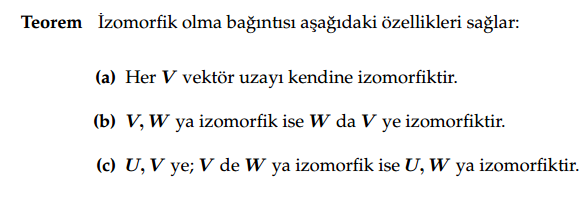 Teorem İzomorfik olma bağıntısı aşağıdaki özellikleri sağlar:
(a) Her V vektör uzayı kendine izomorfiktir.
(b) V, W ya izomorfik ise W da V ye izomorfiktir.
(c) U, V ye; V de W ya izomorfik ise U, W ya izomorfiktir.